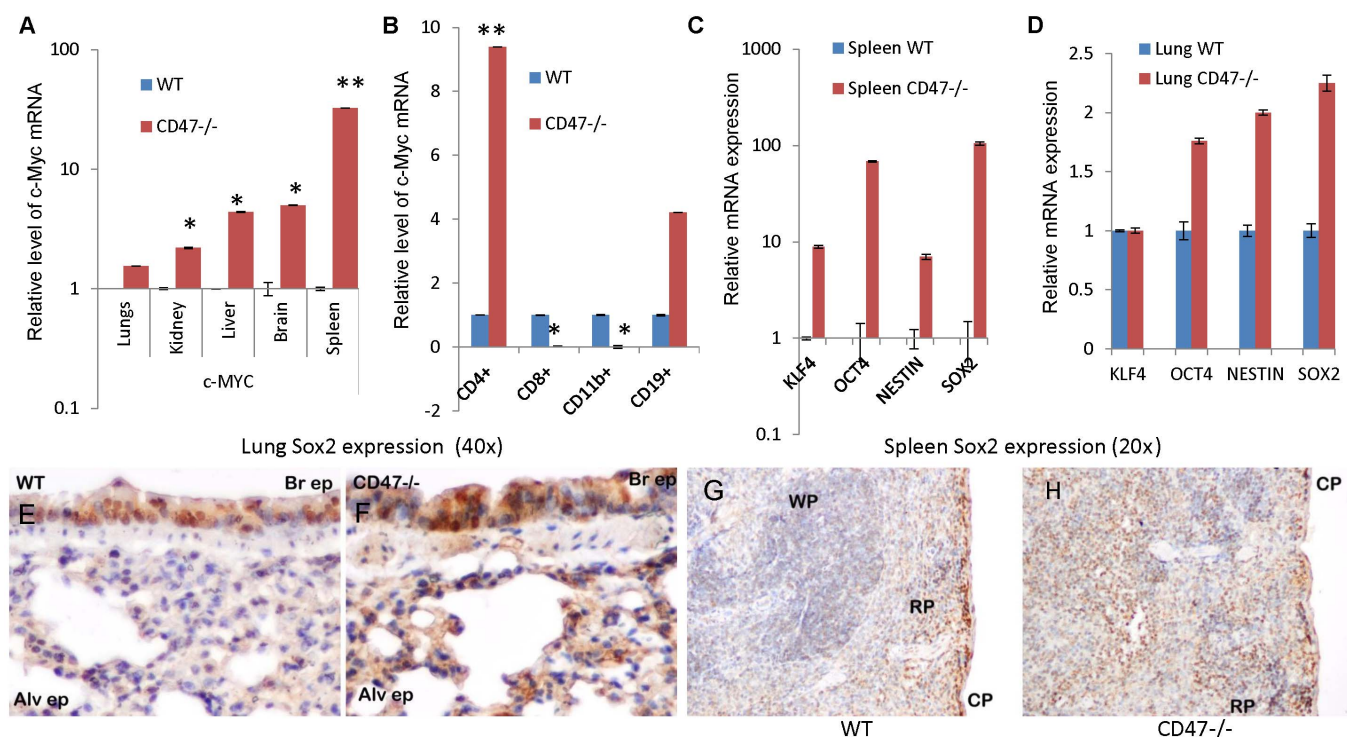 A
100
10
1
0.1
Relative level of c-Myc mRNA
WT
CD47-/-
*
*
*
**
Lungs
Kidney
Liver
Brain
Spleen
c-MYC
B
10
8
6
4
2
0
-2
Relative level of c-Myc mRNA
**
WT
CD47-/-
*
*
CD4+
CD8+
CD11b+
CD19+
C
1000
100
10
1
0.1
Relative mRNA expression
Spleen WT
Spleen CD47-/-
KLF4
OCT4
NESTIN
SOX2
D
2.5
2
1.5
1
0.5
0
Relative mRNA expression
Lung WT
Lung CD47-/-
KLF4
OCT4
NESTIN
SOX2
Lung Sox2 expression (40x)
Spleen Sox2 expression (20x)
WT
Br ep
E
Alv ep
CD47-/-
Br ep
F
Alv ep
G
WP
RP
CP
H
CP
RP
WT
CD47-/-